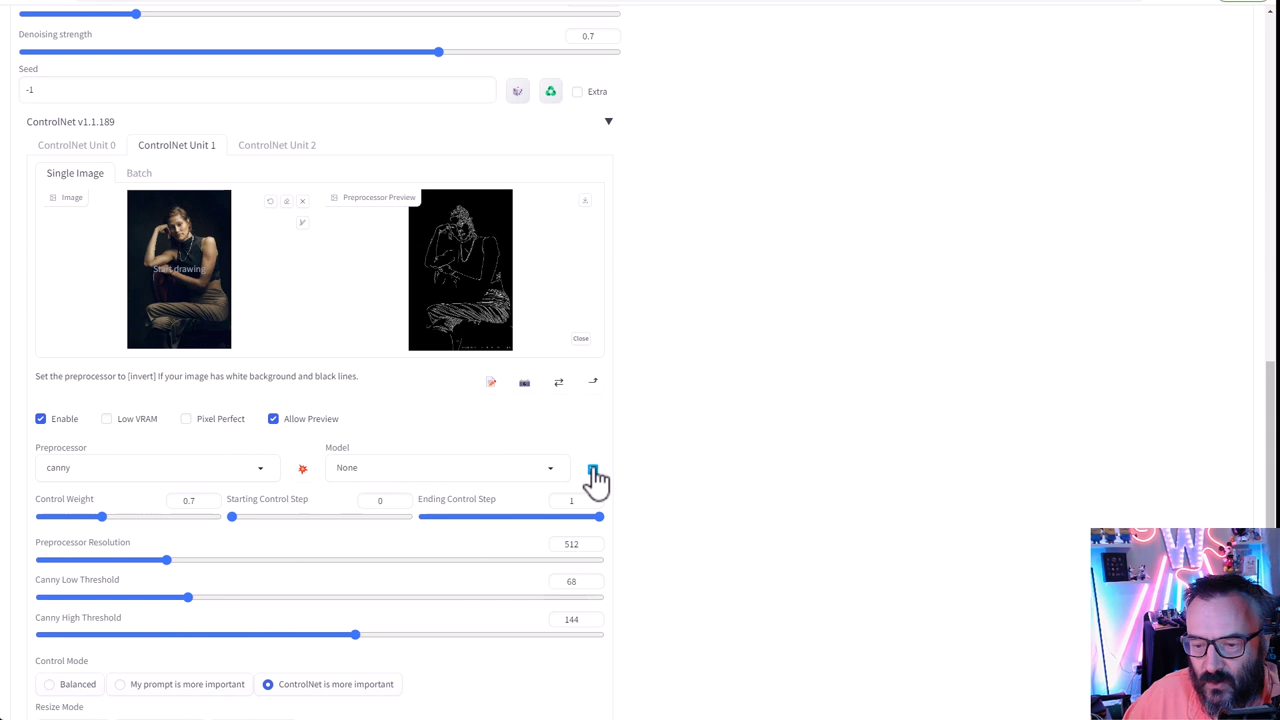 Denoising strength
0.7
Seed
-1
Extra
ControlNet v1.1.189
ControlNet Unit 0
ControlNet Unit 1
ControlNet Unit 2
Single Image
Batch
Image
Preprocessor Preview
Start drawing
Close
Set the preprocessor to [invert] If your image has white background and black lines.
Enable
Low VRAM
Pixel Perfect
Allow Preview
Preprocessor
Model
canny
None
Control Weight
0.7
Starting Control Step
0
Ending Control Step
1
Preprocessor Resolution
512
Canny Low Threshold
68
Canny High Threshold
144
Control Mode
Balanced
My prompt is more important
ControlNet is more important
Resize Mode
W